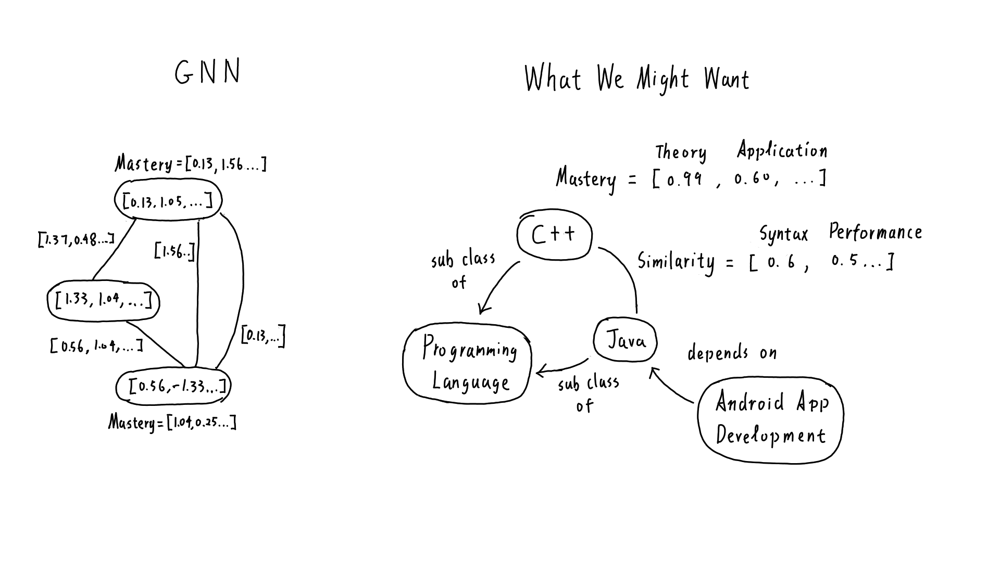 GNN
Mastery=[0.13, 1.56...]
[0.13, 1.05, ...]
[1.37, 0.48...]
[1.56..]
[1.33, 1.04, ...]
[0.56, 1.04, ...]
[0.13, ...]
[0.56, -1.33...]
Mastery=[1.04, 0.25...]
What We Might Want
Theory Application
Mastery = [0.99, 0.60, ...]
C++
Syntax Performance
Similarity = [0.6, 0.5...]
sub class
of
Programming
Language
Java
sub class
of
depends on
Android App
Development